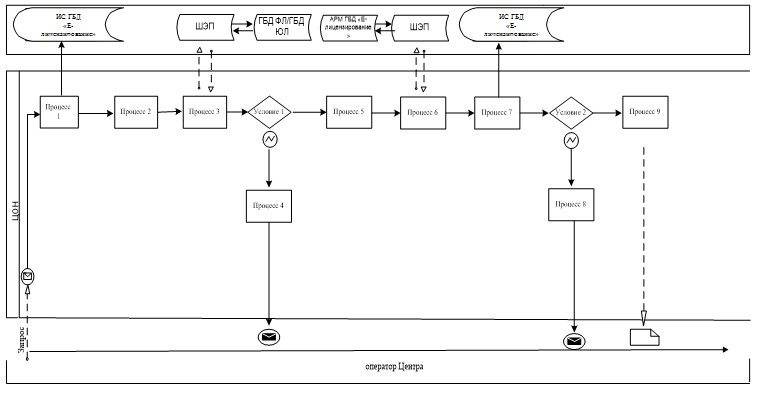 ИС ГБД
«Е-
лицензирование»
ШЭП
ГБД ФЛ/ГБД
ЮЛ
АРМ ГБД «Е-
лицензирование
»
ШЭП
ИС ГБД
«Е-
лицензирование»
Процесс
1
Процесс 2
Процесс 3
Условие 1
Процесс 5
Процесс 6
Процесс 7
Условие 2
Процесс 9
Процесс 4
Процесс 8
ЦОН
Запрос
оператор Центра